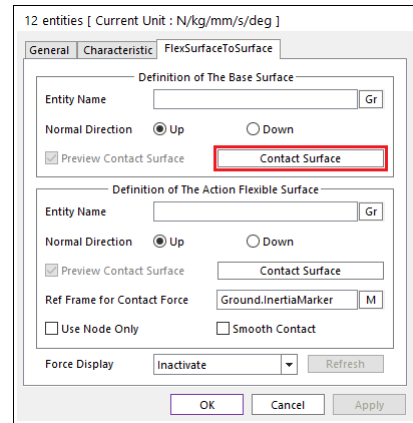 12 entities [ Current Unit : N/kg/mm/s/deg ]
General Characteristic FlexSurfaceToSurface
Definition of The Base Surface
Entity Name Gr
Normal Direction Up Down
Preview Contact Surface Contact Surface
Definition of The Action Flexible Surface
Entity Name Gr
Normal Direction Up Down
Preview Contact Surface Contact Surface
Ref Frame for Contact Force Ground.InertiaMarker M
Use Node Only Smooth Contact
Force Display Inactivate Refresh
OK Cancel Apply